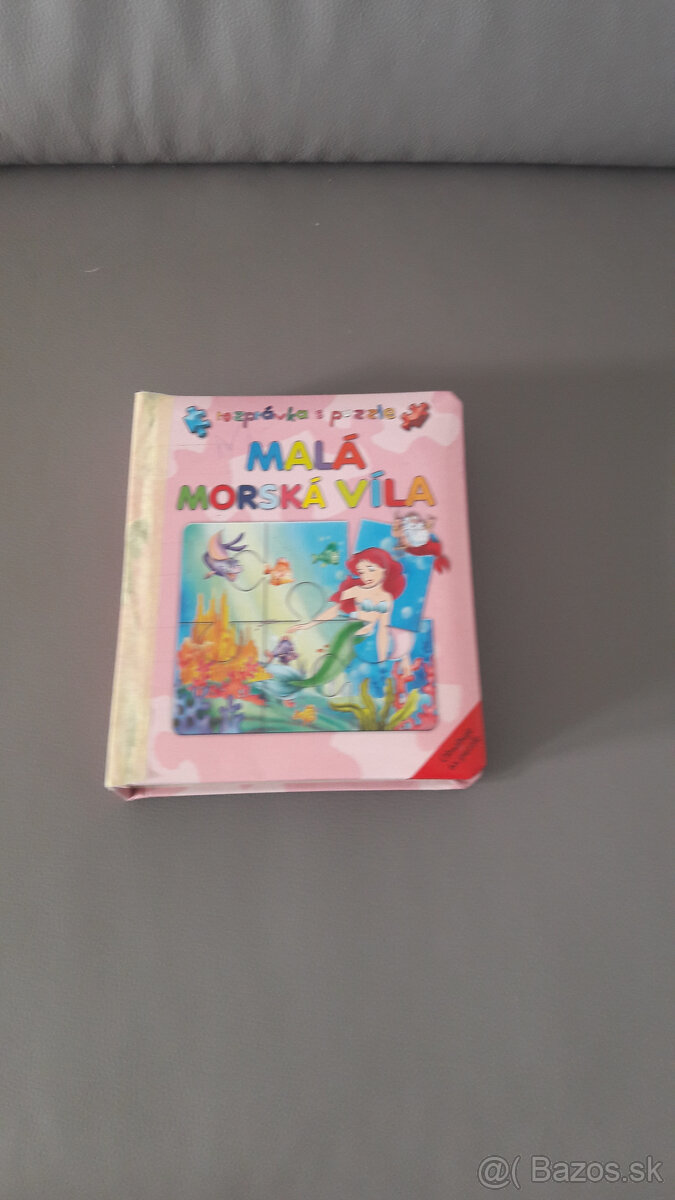 rozprávka s puzzle
MALÁ
MORSKÁ VÍLA
@( Bazos.sk